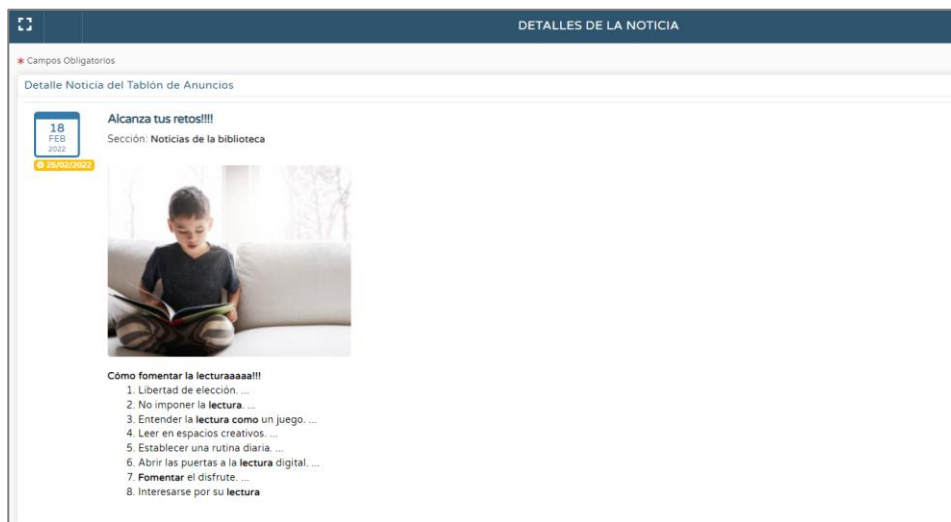 DETALLES DE LA NOTICIA
* Campos Obligatorios
Detalle Noticia del Tablón de Anuncios
18
FEB
2022
25/02/2022
Alcanza tus retos!!!!
Sección: Noticias de la biblioteca
Cómo fomentar la lecturaaaaa!!!
1. Libertad de elección. ...
2. No imponer la lectura. ...
3. Entender la lectura como un juego. ...
4. Leer en espacios creativos. ...
5. Establecer una rutina diaria. ...
6. Abrir las puertas a la lectura digital. ...
7. Fomentar el disfrute. ...
8. Interesarse por su lectura